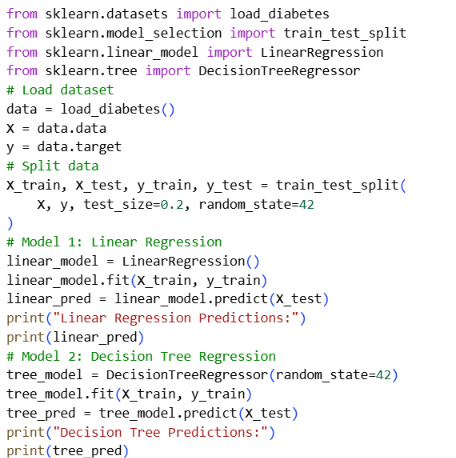 from sklearn.datasets import load_diabetes
from sklearn.model_selection import train_test_split
from sklearn.linear_model import LinearRegression
from sklearn.tree import DecisionTreeRegressor
# Load dataset
data = load_diabetes()
X = data.data
y = data.target
# Split data
X_train, X_test, y_train, y_test = train_test_split(
    X, y, test_size=0.2, random_state=42
)
# Model 1: Linear Regression
linear_model = LinearRegression()
linear_model.fit(X_train, y_train)
linear_pred = linear_model.predict(X_test)
print("Linear Regression Predictions:")
print(linear_pred)
# Model 2: Decision Tree Regression
tree_model = DecisionTreeRegressor(random_state=42)
tree_model.fit(X_train, y_train)
tree_pred = tree_model.predict(X_test)
print("Decision Tree Predictions:")
print(tree_pred)